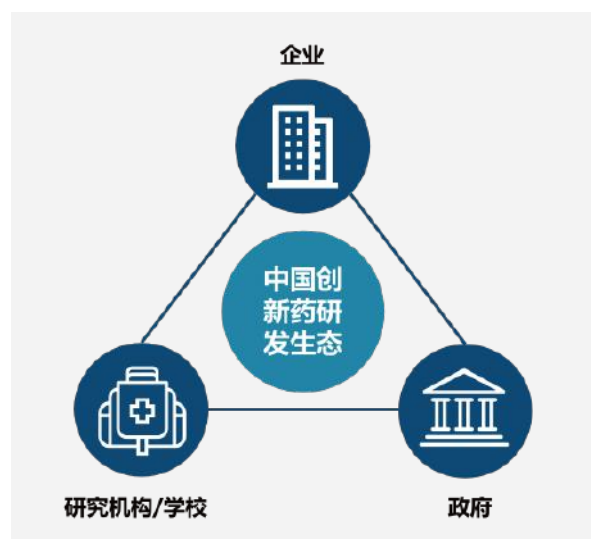 企业
中国创
新药研
发生态
研究机构/学校
政府